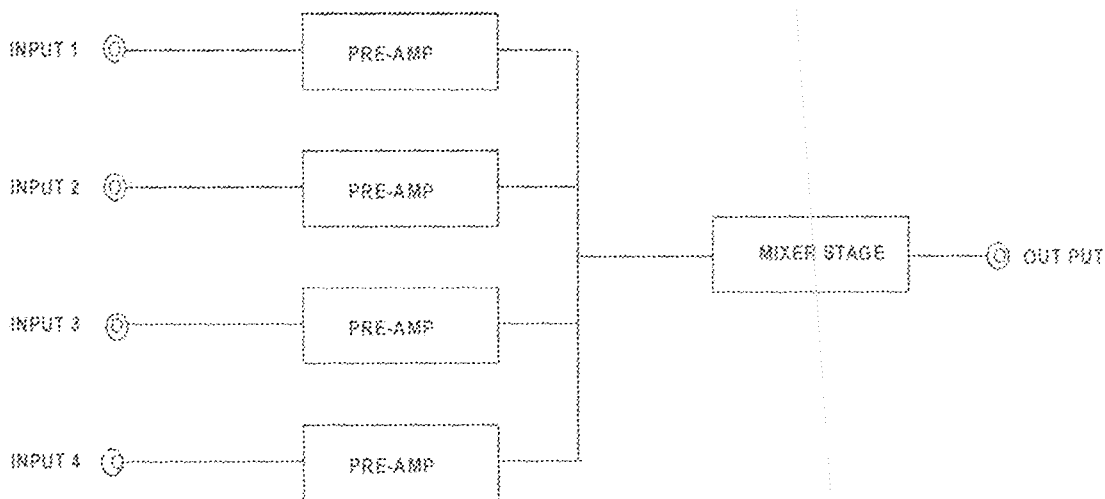 INPUT 1
PRE-AMP
INPUT 2
PRE-AMP
MIXER STAGE
OUT PUT
INPUT 3
PRE-AMP
INPUT 4
PRE-AMP